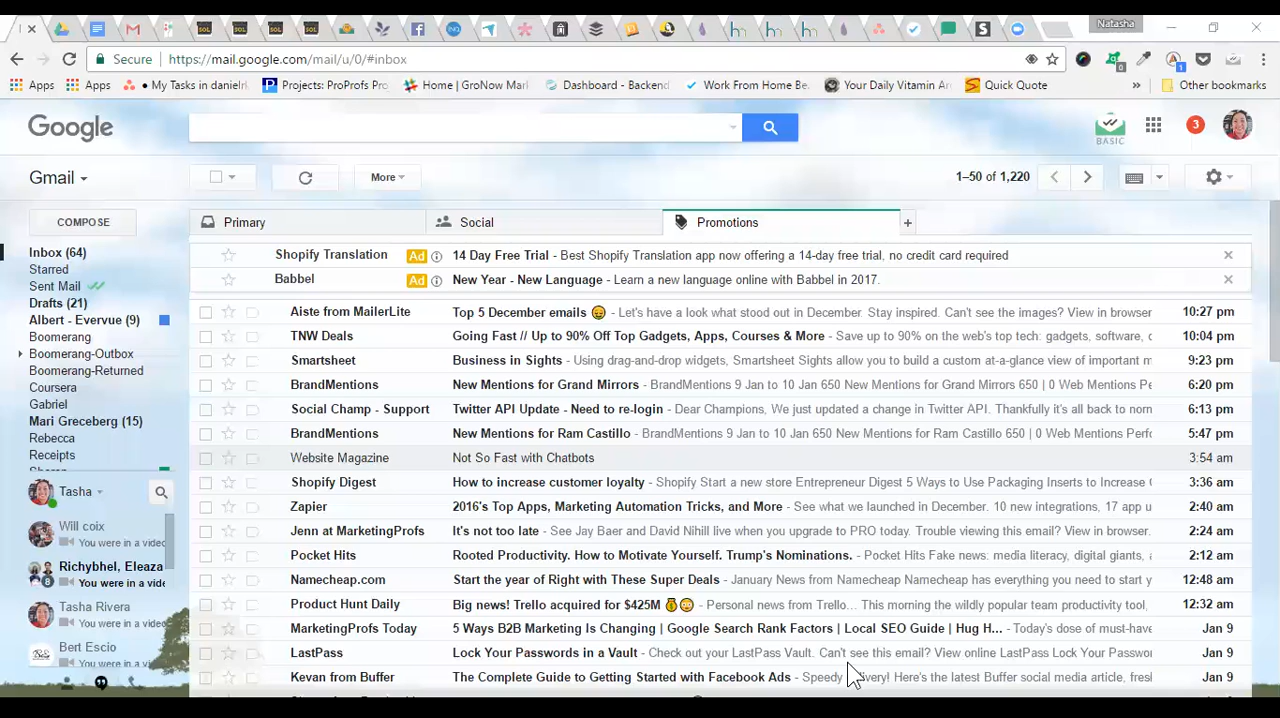 Natasha
Secure https://mail.google.com/mail/u/0/#inbox
Apps Apps My Tasks in danielr Projects: ProProfs Pro Home | GroNow Marl Dashboard - Backend Work From Home Be Your Daily Vitamin Ar Quick Quote » Other bookmarks
Google BASIC 3
Gmail More 1–50 of 1,220
COMPOSE
Primary Social Promotions +
Inbox (64)
Starred
Sent Mail
Drafts (21)
Albert - Evervue (9)
Boomerang
Boomerang-Outbox
Boomerang-Returned
Coursera
Gabriel
Mari Greceberg (15)
Rebecca
Receipts
Tasha
Will coix
You were in a video
Richybhel, Eleaza
You were in a vide
Tasha Rivera
You were in a video
Bert Escio
You were in a video
Shopify Translation Ad 14 Day Free Trial - Best Shopify Translation app now offering a 14-day free trial, no credit card required
Babbel Ad New Year - New Language - Learn a new language online with Babbel in 2017.
Aiste from MailerLite Top 5 December emails - Let's have a look what stood out in December. Stay inspired. Can't see the images? View in browser 10:27 pm
TNW Deals Going Fast // Up to 90% Off Top Gadgets, Apps, Courses & More - Save up to 90% on the web's top tech: gadgets, software, c 10:04 pm
Smartsheet Business in Sights - Using drag-and-drop widgets, Smartsheet Sights allow you to build a custom at-a-glance view of important m 9:23 pm
BrandMentions New Mentions for Grand Mirrors - BrandMentions 9 Jan to 10 Jan 650 New Mentions for Grand Mirrors 650 | 0 Web Mentions Pe 6:20 pm
Social Champ - Support Twitter API Update - Need to re-login - Dear Champions, We just updated a change in Twitter API. Thankfully it's all back to norn 6:13 pm
BrandMentions New Mentions for Ram Castillo - BrandMentions 9 Jan to 10 Jan 650 New Mentions for Ram Castillo 650 | 0 Web Mentions Perfo 5:47 pm
Website Magazine Not So Fast with Chatbots 3:54 am
Shopify Digest How to increase customer loyalty - Shopify Start a new store Entrepreneur Digest 5 Ways to Use Packaging Inserts to Increase C 3:36 am
Zapier 2016's Top Apps, Marketing Automation Tricks, and More - See what we launched in December. 10 new integrations, 17 app u 2:40 am
Jenn at MarketingProfs It's not too late - See Jay Baer and David Nihill live when you upgrade to PRO today. Trouble viewing this email? View in browser. 2:24 am
Pocket Hits Rooted Productivity. How to Motivate Yourself. Trump's Nominations. - Pocket Hits Fake news: media literacy, digital giants, a 2:12 am
Namecheap.com Start the year of Right with These Super Deals - January News from Namecheap Namecheap has everything you need to start y 12:48 am
Product Hunt Daily Big news! Trello acquired for $425M - Personal news from Trello... This morning the wildly popular team productivity tool, 12:32 am
MarketingProfs Today 5 Ways B2B Marketing Is Changing | Google Search Rank Factors | Local SEO Guide | Hug H... - Today's dose of must-have Jan 9
LastPass Lock Your Passwords in a Vault - Check out your LastPass Vault. Can't see this email? View online LastPass Lock Your Passwo Jan 9
Kevan from Buffer The Complete Guide to Getting Started with Facebook Ads - Speedy Delivery! Here's the latest Buffer social media article, fresh Jan 9